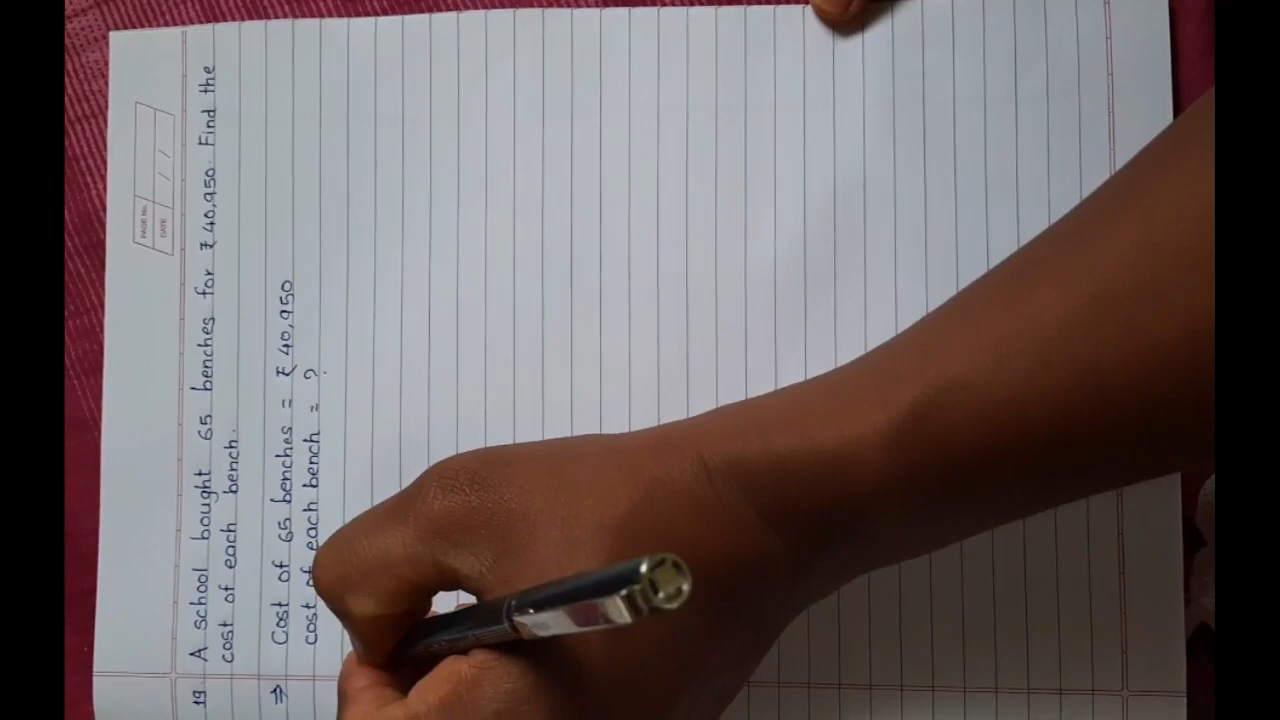 PAGE No.
DATE / /
19. A school bought 65 benches for ₹ 40,950. Find the
cost of each bench.
⇒ Cost of 65 benches = ₹ 40,950
cost of each bench = ?